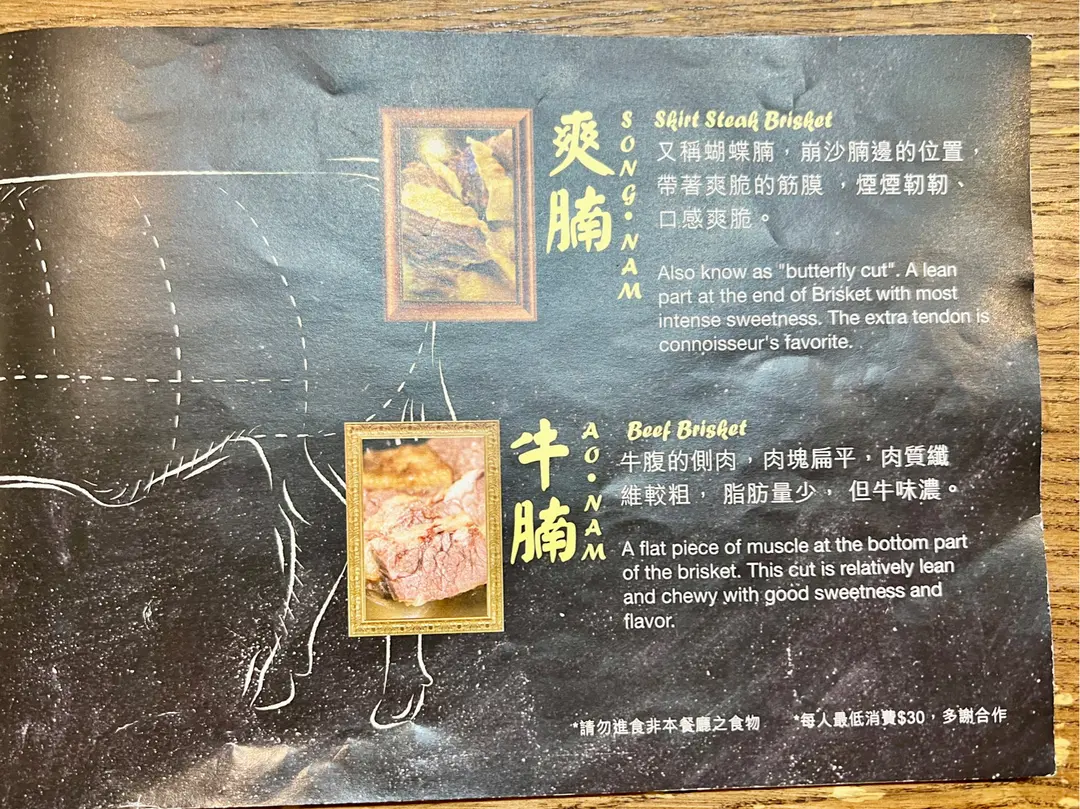 爽腩
SONG·NAM
Skirt Steak Brisket
又稱蝴蝶腩，崩沙腩邊的位置，
帶著爽脆的筋膜 ，煙煙韌韌、
口感爽脆。
Also know as "butterfly cut". A lean
part at the end of Brisket with most
intense sweetness. The extra tendon is
connoisseur's favorite.
牛腩
AO·NAM
Beef Brisket
牛腹的側肉，肉塊扁平，肉質纖
維較粗， 脂肪量少， 但牛味濃。
A flat piece of muscle at the bottom part
of the brisket. This cut is relatively lean
and chewy with good sweetness and
flavor.
*請勿進食非本餐廳之食物 *每人最低消費$30，多謝合作